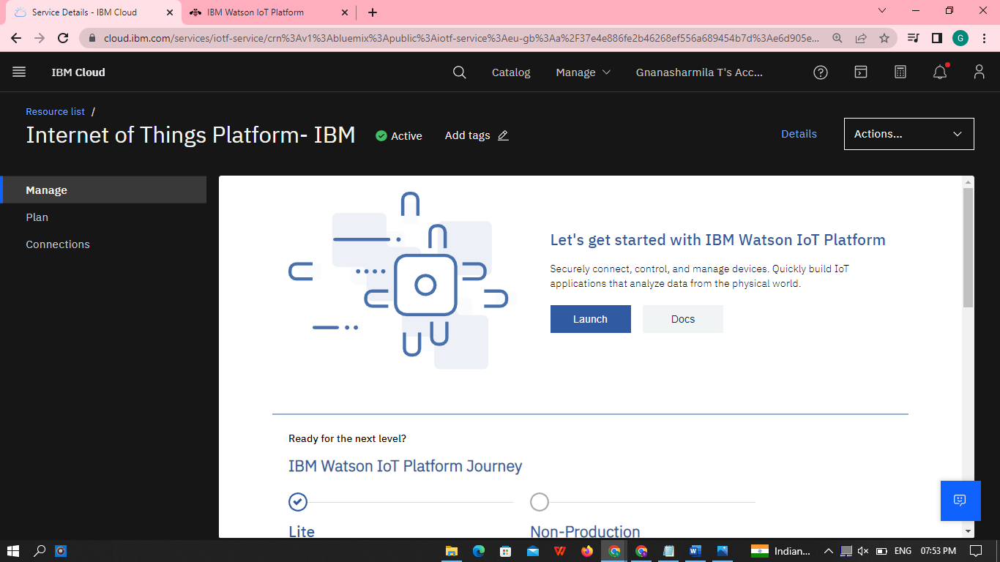 Service Details - IBM Cloud
IBM Watson IoT Platform
cloud.ibm.com/services/iotf-service/crn%3Av1%3Abluemix%3Apublic%3Aiotf-service%3Aeu-gb%3Aa%2F37e4e886fe2b46268ef556a689454b7d%3Ae6d905e...
G
IBM Cloud
Catalog
Manage
Gnanasharmila T's Acc...
Resource list /
Internet of Things Platform- IBM
Active
Add tags
Details
Actions...
Manage
Plan
Connections
Let's get started with IBM Watson IoT Platform
Securely connect, control, and manage devices. Quickly build IoT
applications that analyze data from the physical world.
Launch
Docs
Ready for the next level?
IBM Watson IoT Platform Journey
Lite
Non-Production
Indian...
ENG
07:53 PM